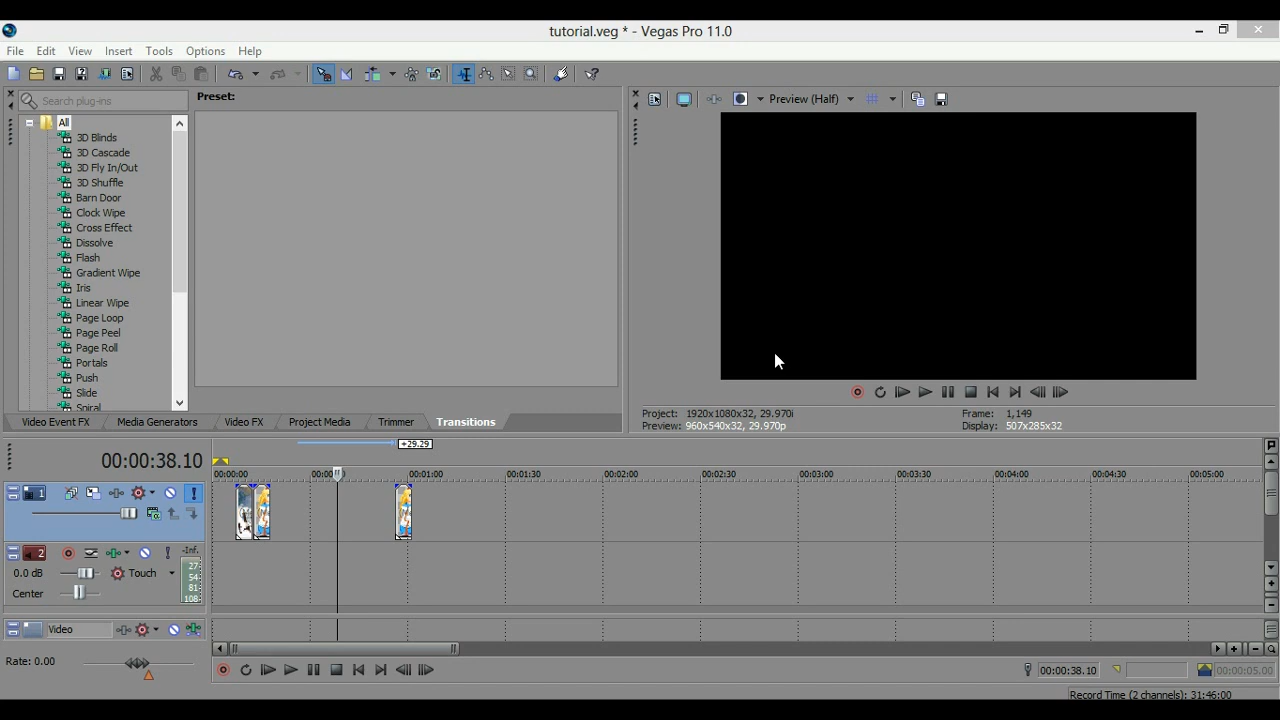 tutorial.veg * - Vegas Pro 11.0
File Edit View Insert Tools Options Help
Search plug-ins
Preset:
Preview (Half)
All
3D Blinds
3D Cascade
3D Fly In/Out
3D Shuffle
Barn Door
Clock Wipe
Cross Effect
Dissolve
Flash
Gradient Wipe
Iris
Linear Wipe
Page Loop
Page Peel
Page Roll
Portals
Push
Slide
Spiral
Project: 1920x1080x32, 29.970i
Frame: 1,149
Preview: 960x540x32, 29.970p
Display: 507x285x32
Video Event FX Media Generators Video FX Project Media Trimmer Transitions
+29.29
00:00:38.10
00:00:00 00:01:00 00:01:30 00:02:00 00:02:30 00:03:00 00:03:30 00:04:00 00:04:30 00:05:00
1
2
-Inf.
0.0 dB
Touch
27
54
81
108
Center
Video
Rate: 0.00
00:00:38.10
00:00:05.00
Record Time (2 channels): 31:46:00